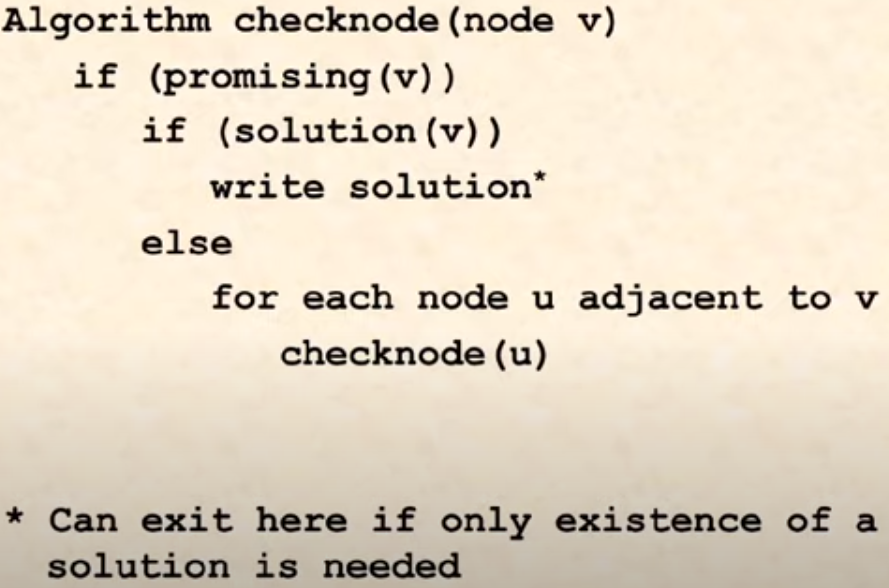 Algorithm checknode(node v)
if (promising(v))
if (solution(v))
write solution*
else
for each node u adjacent to v
checknode(u)
* Can exit here if only existence of a
solution is needed